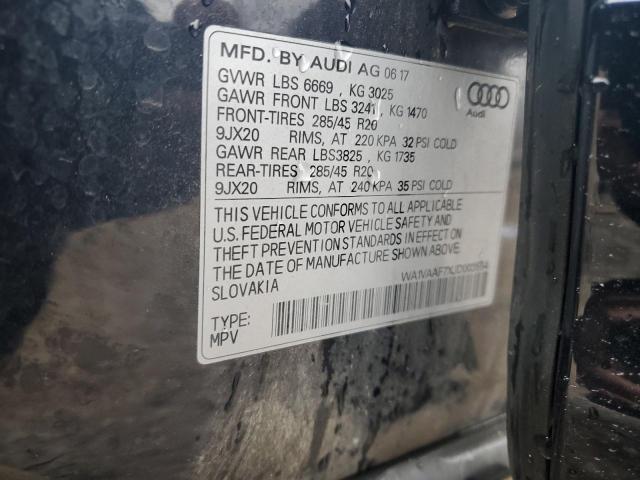 MFD. BY AUDI AG 06 17
GVWR LBS 6669 , KG 3025
GAWR FRONT LBS 3241, KG 1470
FRONT-TIRES 285/45 R20
9JX20 RIMS, AT 220 KPA 32 PSI COLD
GAWR REAR LBS3825 , KG 1735
REAR-TIRES 285/45 R20
9JX20 RIMS, AT 240 KPA 35 PSI COLD
Audi
THIS VEHICLE CONFORMS TO ALL APPLICABLE
U.S. FEDERAL MOTOR VEHICLE SAFETY AND
THEFT PREVENTION STANDARDS IN EFFECT ON
THE DATE OF MANUFACTURE SHOWN ABOVE.
SLOVAKIA
TYPE:
MPV